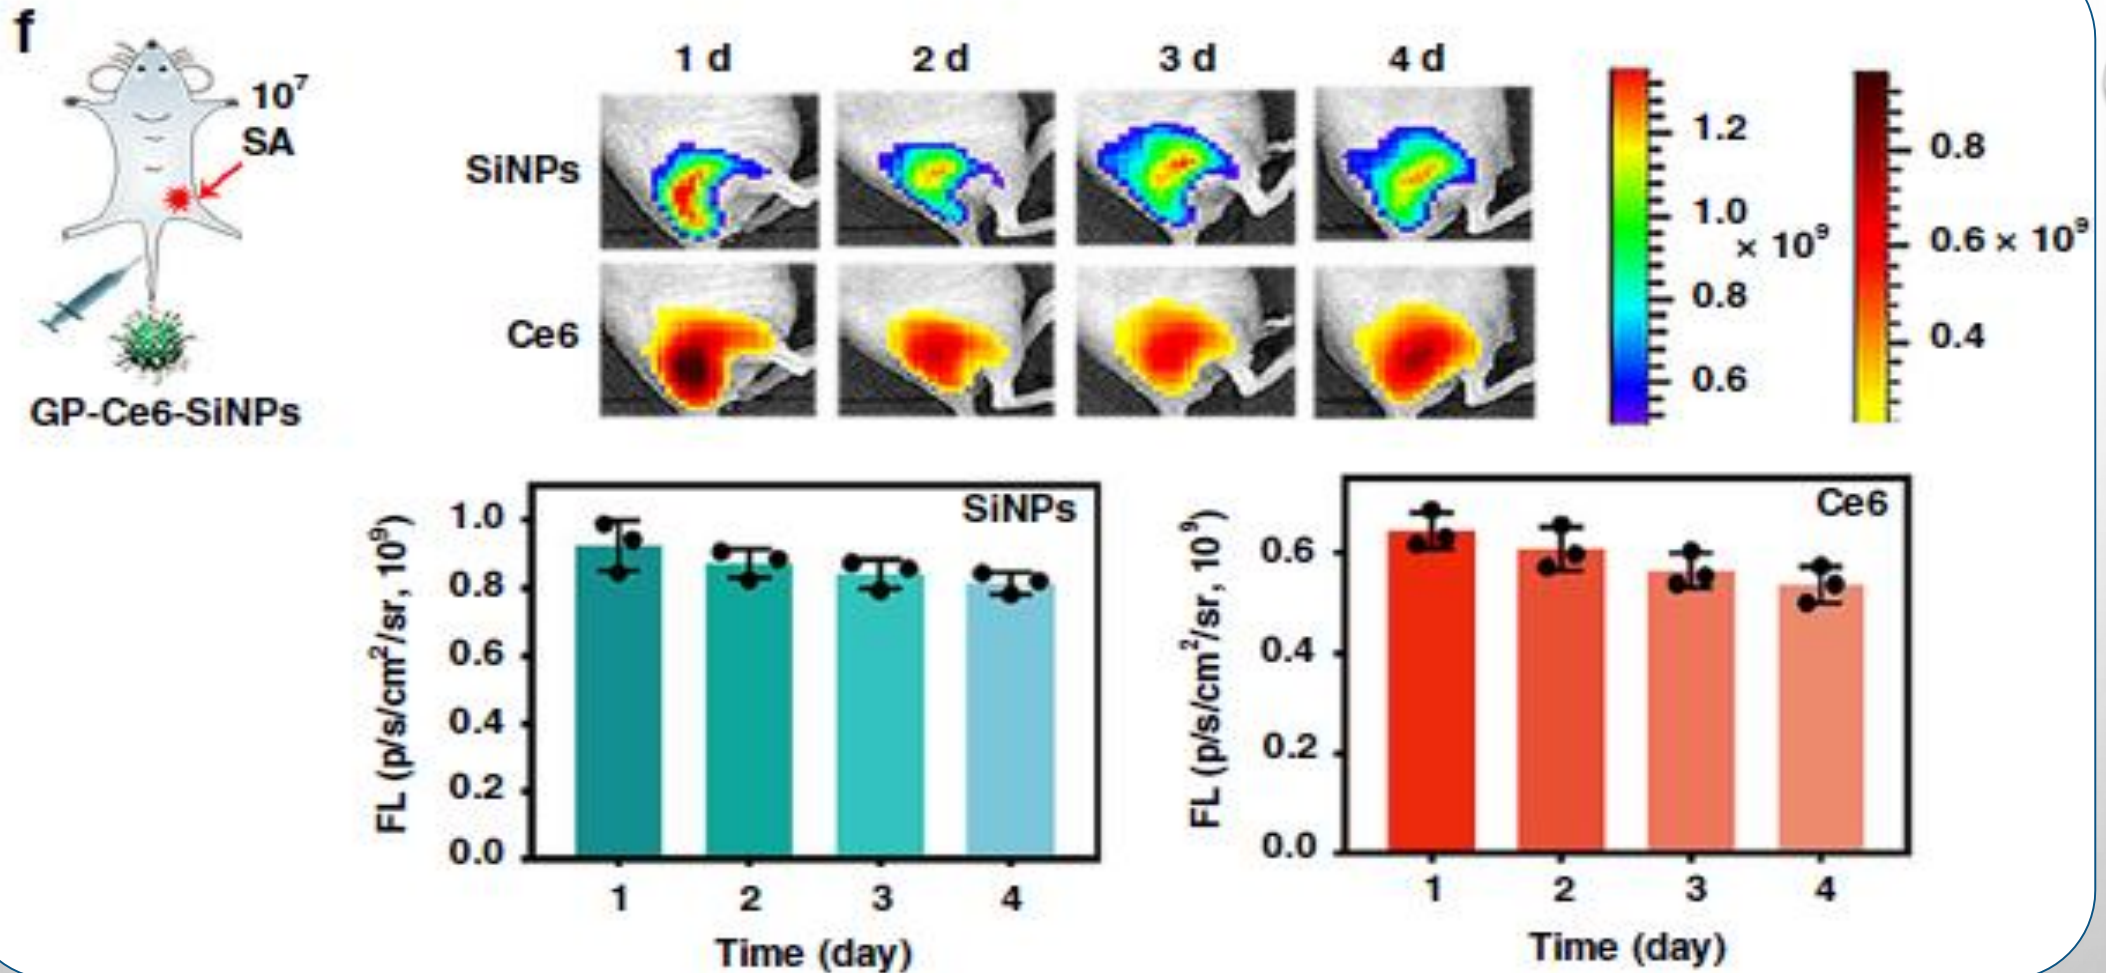 f
10⁷
SA
GP-Ce6-SiNPs
1 d 2 d 3 d 4 d
SiNPs
Ce6
1.2
1.0
× 10⁹
0.8
0.6
0.8
0.6 × 10⁹
0.4
SiNPs
FL (p/s/cm²/sr, 10⁹)
1.0
0.8
0.6
0.4
0.2
0.0
1 2 3 4
Time (day)
Ce6
FL (p/s/cm²/sr, 10⁹)
0.6
0.4
0.2
0.0
1 2 3 4
Time (day)